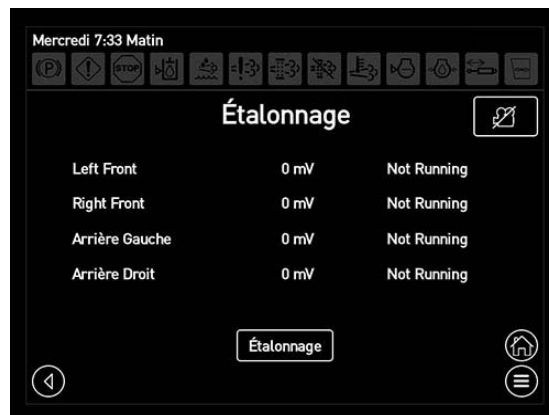 Mercredi 7:33 Matin
(P) STOP
Étalonnage
Left Front 0 mV Not Running
Right Front 0 mV Not Running
Arrière Gauche 0 mV Not Running
Arrière Droit 0 mV Not Running
Étalonnage